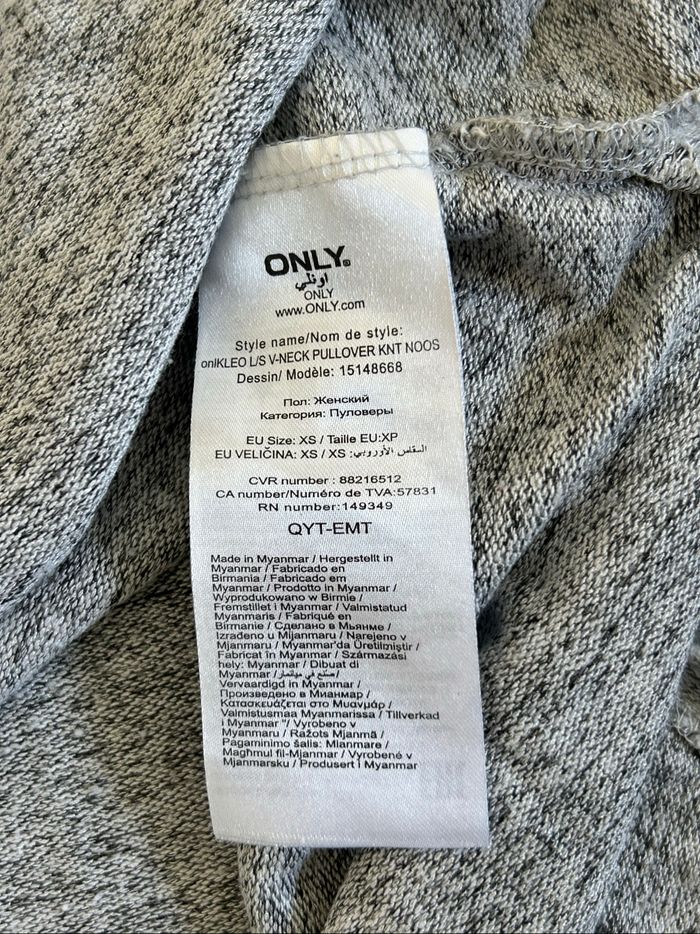 ONLY®
اونلي
ONLY
www.ONLY.com
Style name/Nom de style:
onlKLEO L/S V-NECK PULLOVER KNT NOOS
Dessin/ Modèle: 15148668
Пол: Женский
Категория: Пуловеры
EU Size: XS / Taille EU:XP
EU VELIČINA: XS / XS :المقاس الأوروبي
CVR number : 88216512
CA number/Numéro de TVA:57831
RN number:149349
QYT-EMT
Made in Myanmar / Hergestellt in
Myanmar / Fabricado en
Birmania / Fabricado em
Myanmar / Prodotto in Myanmar /
Wyprodukowano w Birmie /
Fremstillet i Myanmar / Valmistatud
Myanmaris / Fabriqué en
Birmanie / Сделано в Мьянме /
Izrađeno u Mijanmaru / Narejeno v
Mjanmaru / Myanmar'da Üretilmiştir /
Fabricat în Myanmar / Származási
hely: Myanmar / Dibuat di
Myanmar /صنع في ميانمار/
Vervaardigd in Myanmar /
Произведено в Мианмар /
Κατασκευάζεται στο Μυανμάρ /
Valmistusmaa Myanmarissa / Tillverkad
i Myanmar "/ Vyrobeno v
Myanmaru / Ražots Mjanmā /
Pagaminimo šalis: Mianmare /
Magħmul fil-Mjanmar / Vyrobené v
Mjanmarsku / Produsert i Myanmar